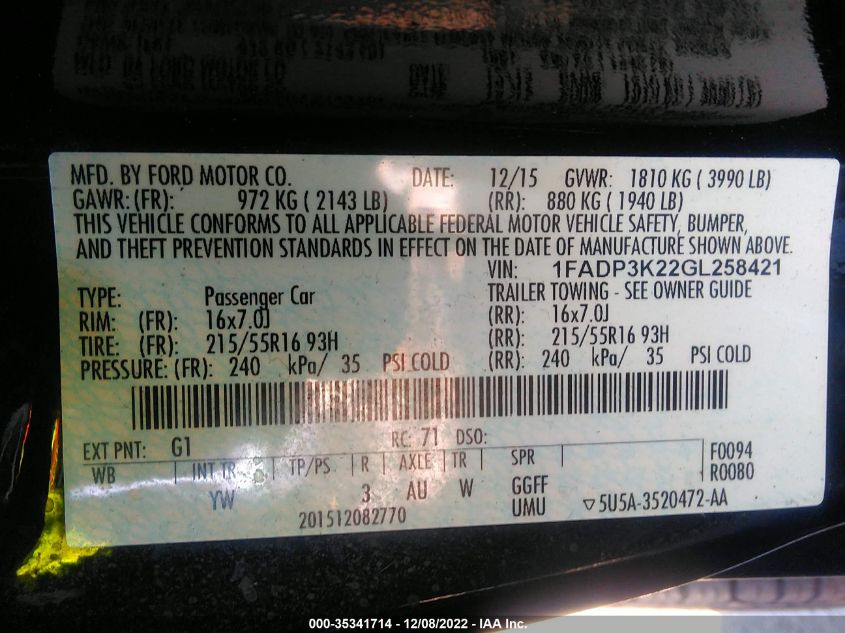 MFD. BY FORD MOTOR CO. DATE: 12/15 GVWR: 1810 KG ( 3990 LB)
GAWR: (FR): 972 KG ( 2143 LB) (RR): 880 KG ( 1940 LB)
THIS VEHICLE CONFORMS TO ALL APPLICABLE FEDERAL MOTOR VEHICLE SAFETY, BUMPER,
AND THEFT PREVENTION STANDARDS IN EFFECT ON THE DATE OF MANUFACTURE SHOWN ABOVE.
VIN: 1FADP3K22GL258421
TYPE: Passenger Car TRAILER TOWING - SEE OWNER GUIDE
RIM: (FR): 16x7.0J (RR): 16x7.0J
TIRE: (FR): 215/55R16 93H (RR): 215/55R16 93H
PRESSURE: (FR): 240 kPa/ 35 PSI COLD (RR): 240 kPa/ 35 PSI COLD
EXT PNT: G1 RC: 71 DSO: F0094
WB INT TR TP/PS R AXLE TR SPR R0080
YW 3 AU W GGFF
UMU ▽5U5A-3520472-AA
201512082770
000-35341714 - 12/08/2022 - IAA Inc.